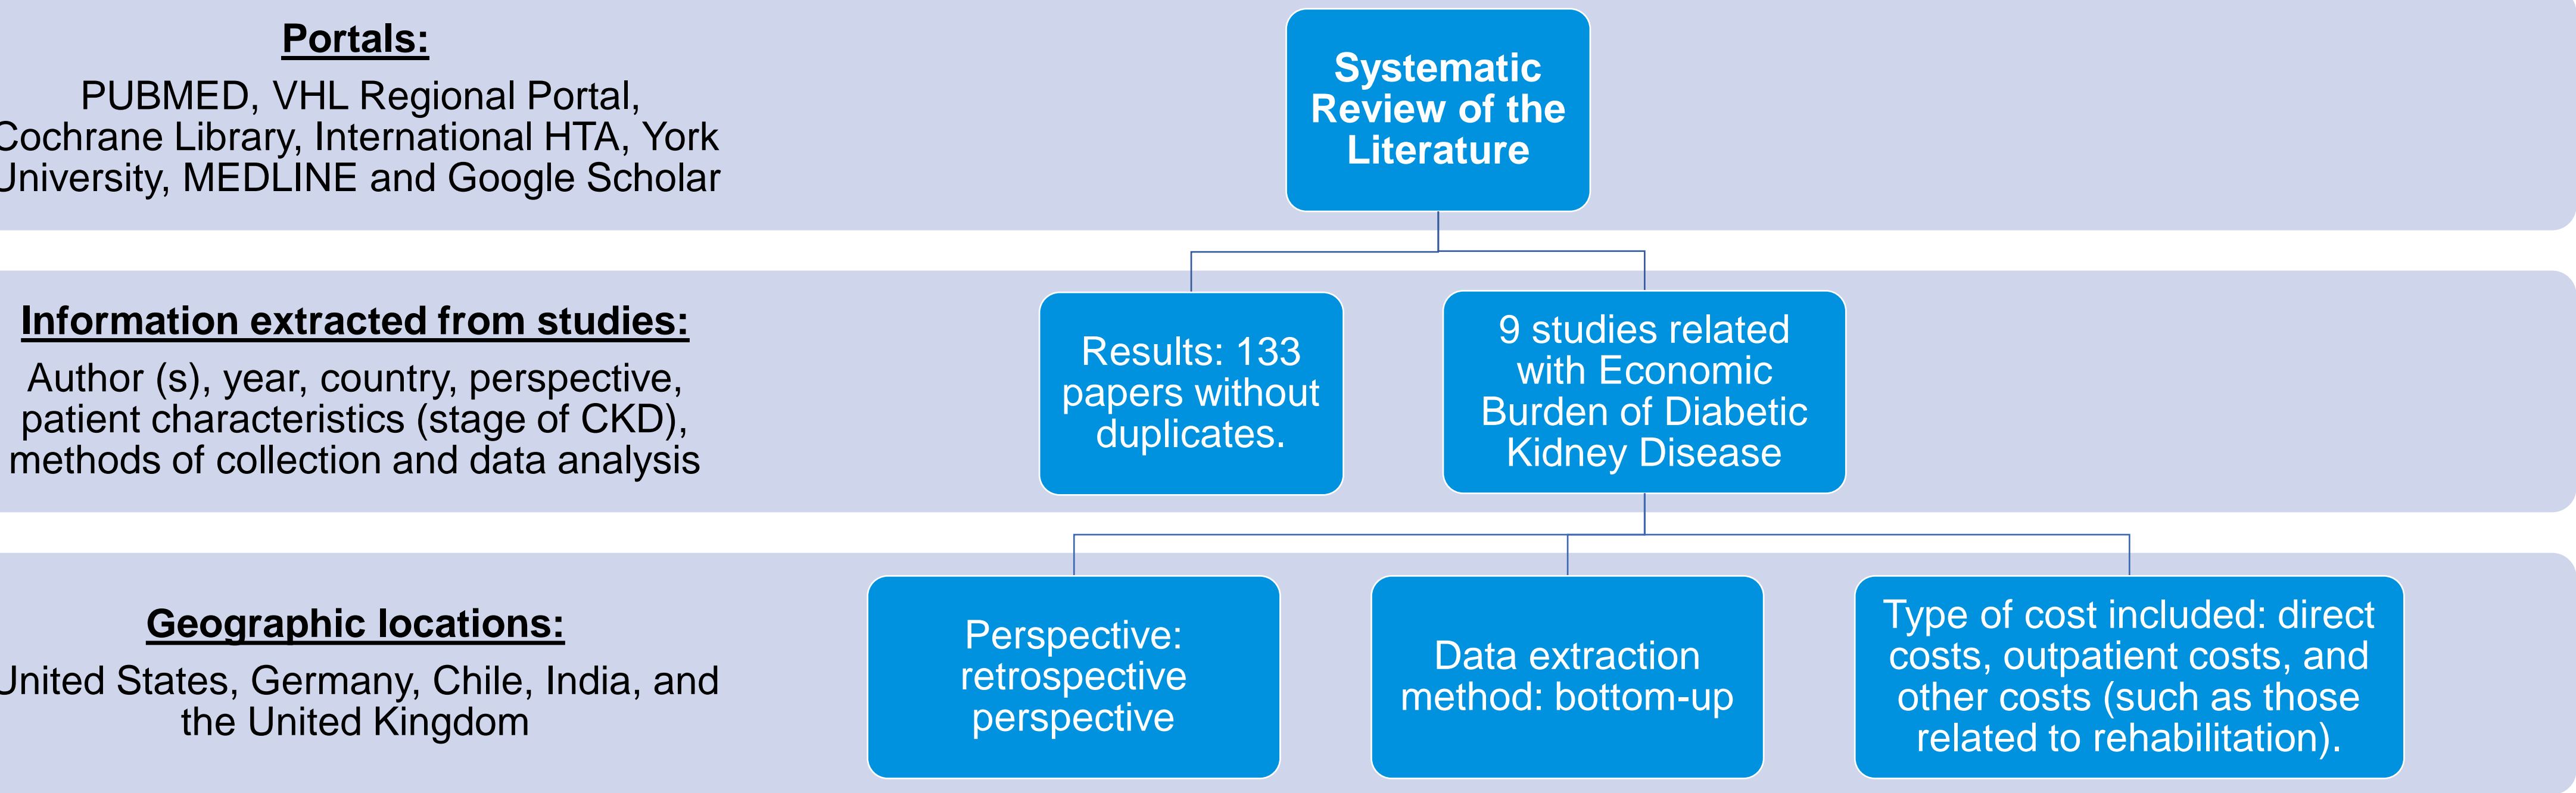 Portals:
PUBMED, VHL Regional Portal,
Cochrane Library, International HTA, York
University, MEDLINE and Google Scholar
Systematic
Review of the
Literature
Information extracted from studies:
Author (s), year, country, perspective,
patient characteristics (stage of CKD),
methods of collection and data analysis
Results: 133
papers without
duplicates.
9 studies related
with Economic
Burden of Diabetic
Kidney Disease
Geographic locations:
United States, Germany, Chile, India, and
the United Kingdom
Perspective:
retrospective
perspective
Data extraction
method: bottom-up
Type of cost included: direct
costs, outpatient costs, and
other costs (such as those
related to rehabilitation).